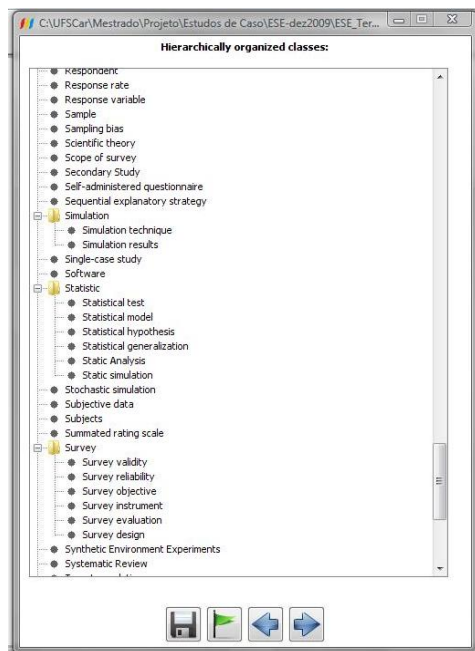 C:\UFSCar\Mestrado\Projeto\Estudos de Caso\ESE-dez2009\ESE_Ter...
Hierarchically organized classes:
Respondent
Response rate
Response variable
Sample
Sampling bias
Scientific theory
Scope of survey
Secondary Study
Self-administered questionnaire
Sequential explanatory strategy
Simulation
Simulation technique
Simulation results
Single-case study
Software
Statistic
Statistical test
Statistical model
Statistical hypothesis
Statistical generalization
Static Analysis
Static simulation
Stochastic simulation
Subjective data
Subjects
Summated rating scale
Survey
Survey validity
Survey reliability
Survey objective
Survey instrument
Survey evaluation
Survey design
Synthetic Environment Experiments
Systematic Review